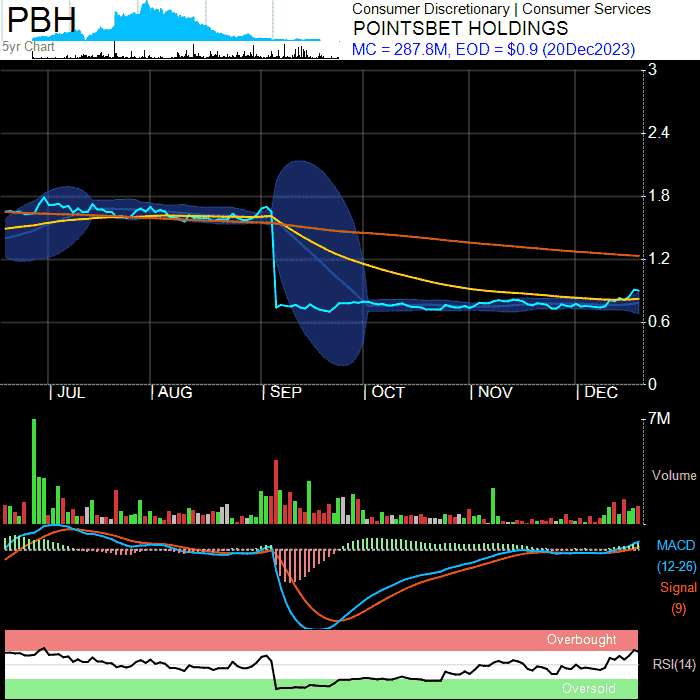 PBH
5yr Chart
Consumer Discretionary | Consumer Services
POINTSBET HOLDINGS
MC = 287.8M, EOD = $0.9 (20Dec2023)
3
2.4
1.8
1.2
0.6
0
| JUL | AUG | SEP | OCT | NOV | DEC
7M
Volume
MACD
(12-26)
Signal
(9)
Overbought
RSI(14)
Oversold